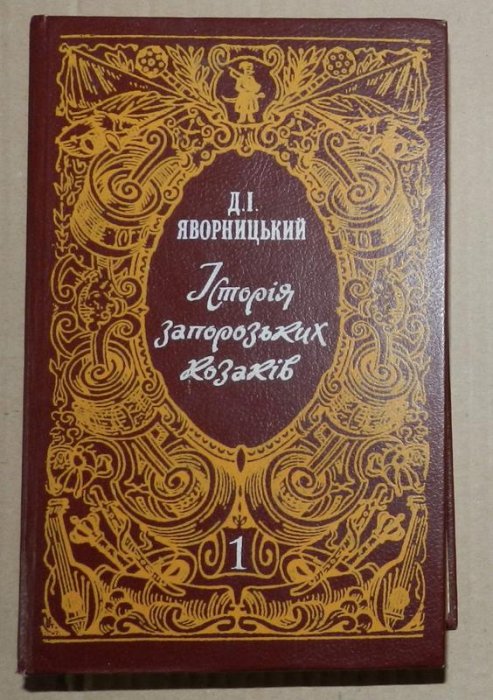 Д.І.
ЯВОРНИЦЬКИЙ
Історія
запорозьких
козаків
1